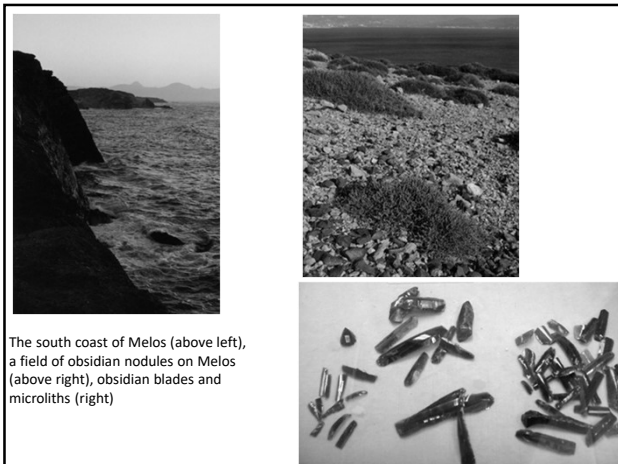 The south coast of Melos (above left),
a field of obsidian nodules on Melos
(above right), obsidian blades and
microliths (right)